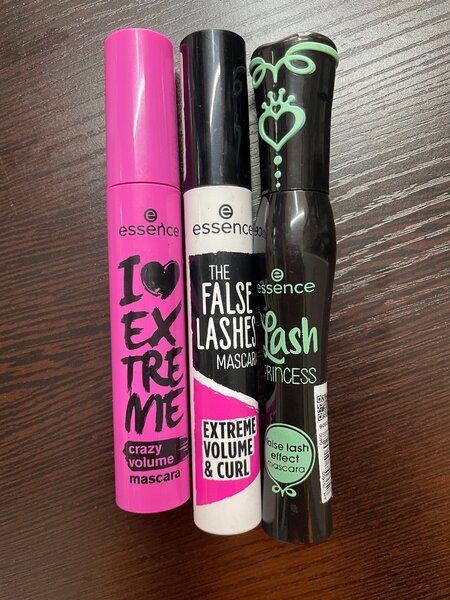 essence
I
EX
TRE
ME
crazy
volume
mascara
essence
THE
FALSE
LASHES
MASCARA
EXTREME
VOLUME
& CURL
essence
Lash
PRINCESS
false lash
effect
mascara